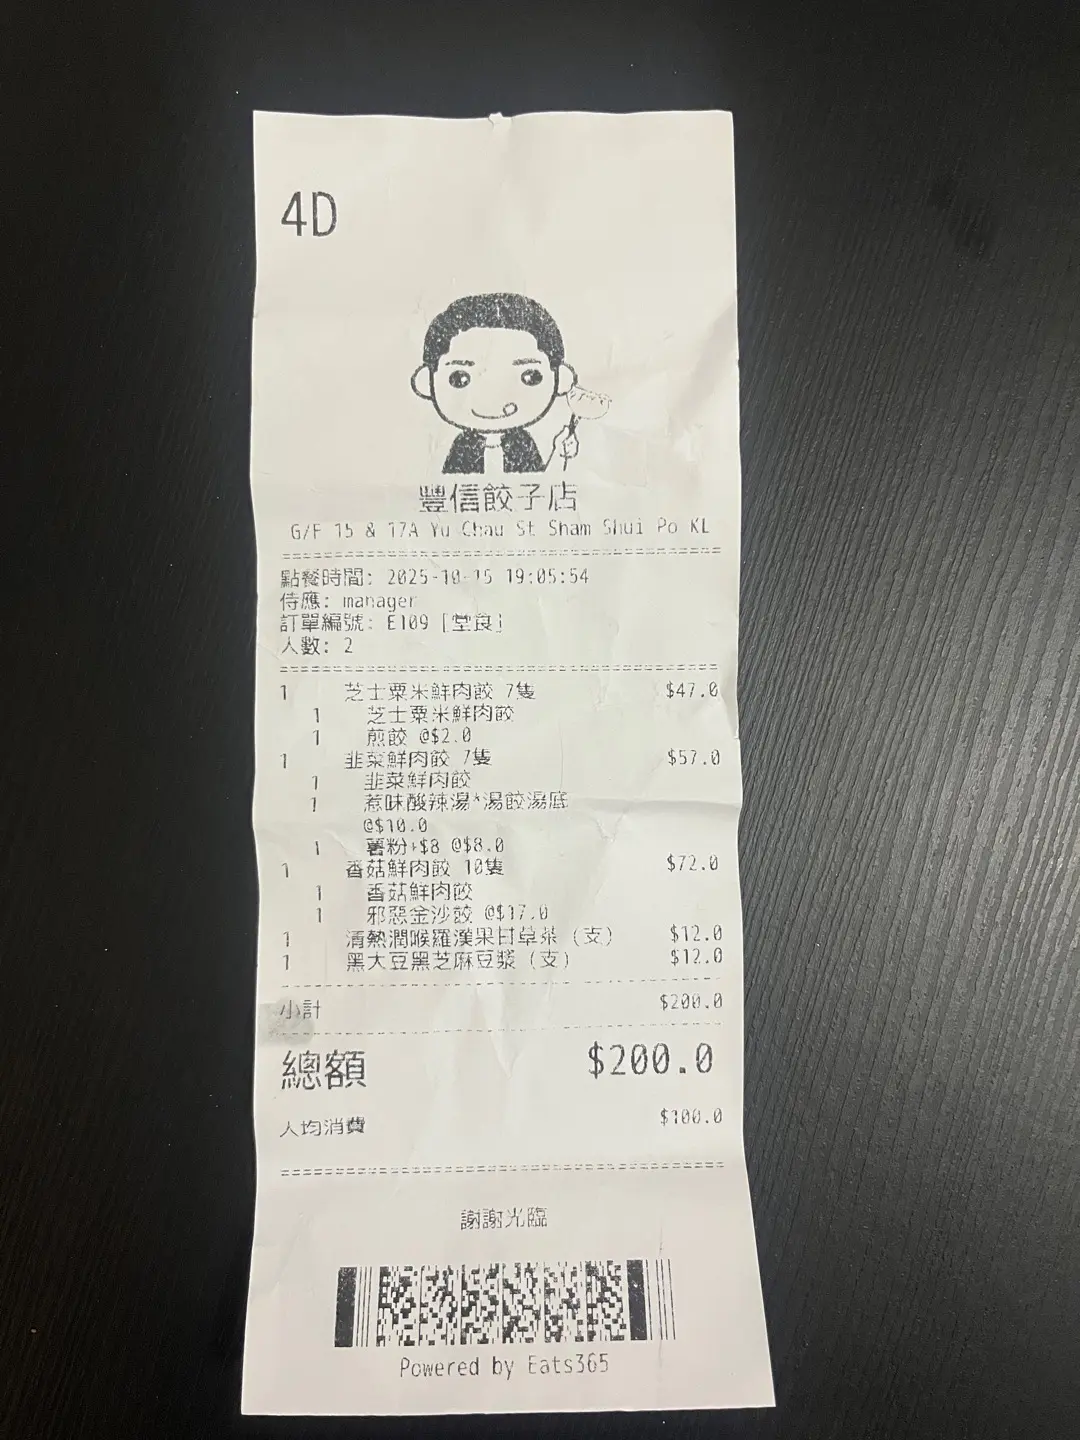 4D
豐信餃子店
G/F 15 & 17A Yu Chau St Sham Shui Po KL
點餐時間: 2025-10-15 19:05:54
侍應: manager
訂單編號: E109 [堂食]
人數: 2
1 芝士粟米鮮肉餃 7隻 $47.0
1 芝士粟米鮮肉餃
1 煎餃 @$2.0
1 韭菜鮮肉餃 7隻 $57.0
1 韭菜鮮肉餃
1 惹味酸辣湯*湯餃湯底
@$10.0
1 薯粉+$8 @$8.0
1 香菇鮮肉餃 10隻 $72.0
1 香菇鮮肉餃
1 邪惡金沙餃 @$17.0
1 清熱潤喉羅漢果甘草茶 (支) $12.0
1 黑大豆黑芝麻豆漿 (支) $12.0
小計 $200.0
總額 $200.0
人均消費 $100.0
謝謝光臨
Powered by Eats365